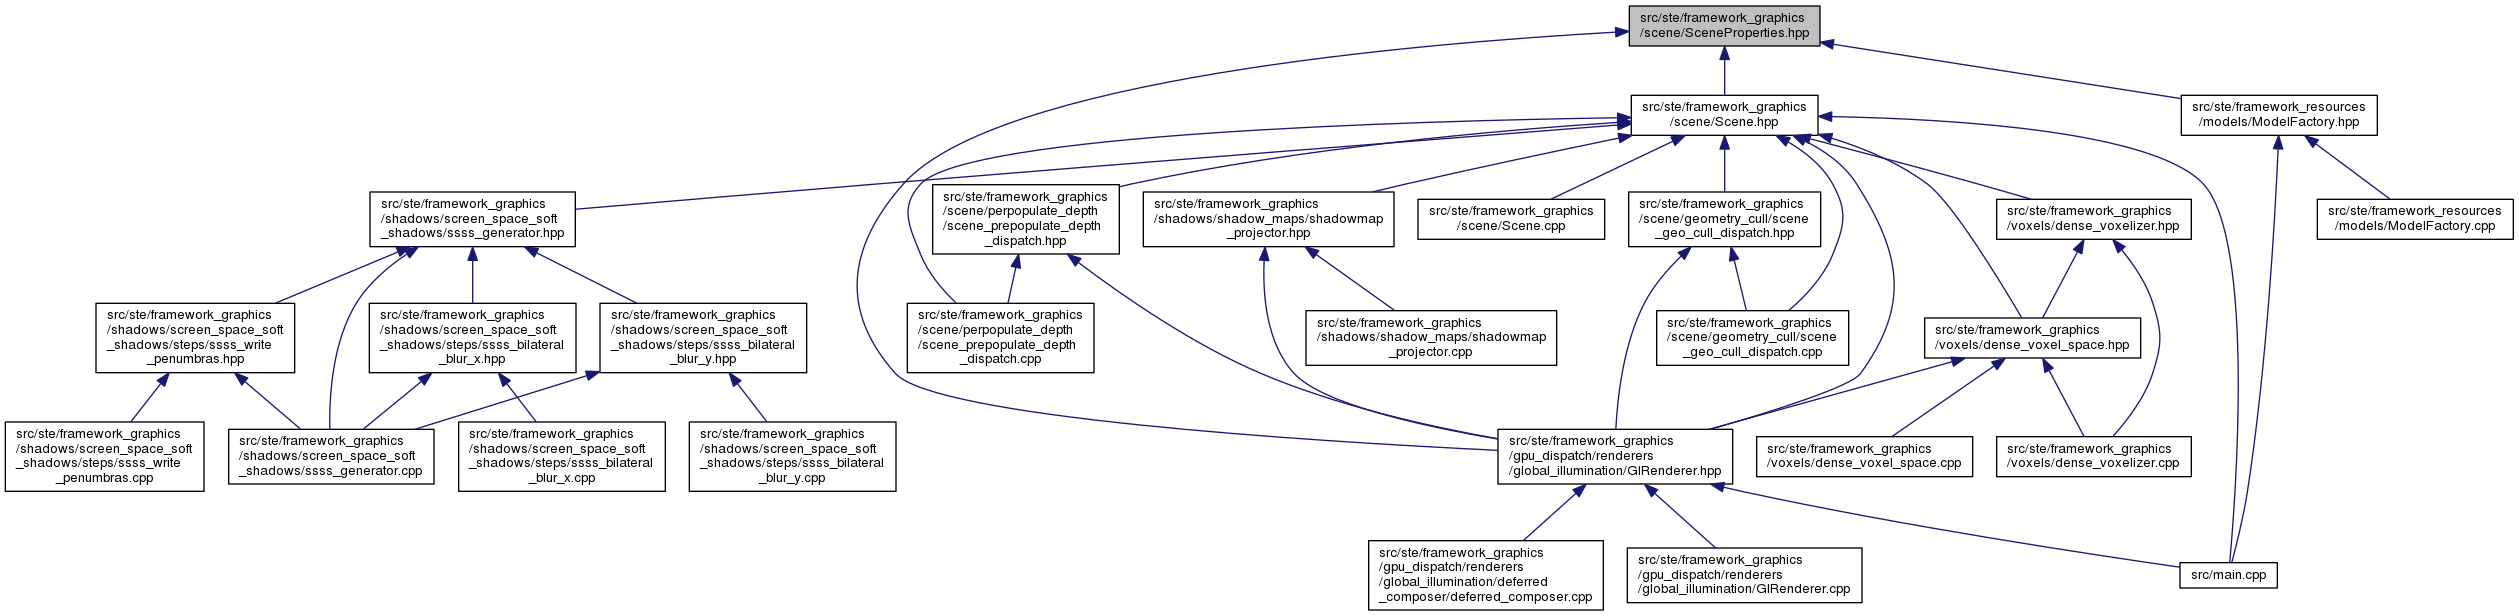 src/ste/framework_graphics
/scene/SceneProperties.hpp
src/ste/framework_graphics
/scene/Scene.hpp
src/ste/framework_resources
/models/ModelFactory.hpp
src/ste/framework_graphics
/shadows/screen_space_soft
_shadows/ssss_generator.hpp
src/ste/framework_graphics
/scene/perpopulate_depth
/scene_prepopulate_depth
_dispatch.hpp
src/ste/framework_graphics
/shadows/shadow_maps/shadowmap
_projector.hpp
src/ste/framework_graphics
/scene/Scene.cpp
src/ste/framework_graphics
/scene/geometry_cull/scene
_geo_cull_dispatch.hpp
src/ste/framework_graphics
/voxels/dense_voxelizer.hpp
src/ste/framework_resources
/models/ModelFactory.cpp
src/ste/framework_graphics
/shadows/screen_space_soft
_shadows/steps/ssss_write
_penumbras.hpp
src/ste/framework_graphics
/shadows/screen_space_soft
_shadows/steps/ssss_bilateral
_blur_x.hpp
src/ste/framework_graphics
/shadows/screen_space_soft
_shadows/steps/ssss_bilateral
_blur_y.hpp
src/ste/framework_graphics
/scene/perpopulate_depth
/scene_prepopulate_depth
_dispatch.cpp
src/ste/framework_graphics
/shadows/shadow_maps/shadowmap
_projector.cpp
src/ste/framework_graphics
/scene/geometry_cull/scene
_geo_cull_dispatch.cpp
src/ste/framework_graphics
/voxels/dense_voxel_space.hpp
src/ste/framework_graphics
/shadows/screen_space_soft
_shadows/steps/ssss_write
_penumbras.cpp
src/ste/framework_graphics
/shadows/screen_space_soft
_shadows/ssss_generator.cpp
src/ste/framework_graphics
/shadows/screen_space_soft
_shadows/steps/ssss_bilateral
_blur_x.cpp
src/ste/framework_graphics
/shadows/screen_space_soft
_shadows/steps/ssss_bilateral
_blur_y.cpp
src/ste/framework_graphics
/gpu_dispatch/renderers
/global_illumination/GIRenderer.hpp
src/ste/framework_graphics
/voxels/dense_voxel_space.cpp
src/ste/framework_graphics
/voxels/dense_voxelizer.cpp
src/ste/framework_graphics
/gpu_dispatch/renderers
/global_illumination/deferred
_composer/deferred_composer.cpp
src/ste/framework_graphics
/gpu_dispatch/renderers
/global_illumination/GIRenderer.cpp
src/main.cpp